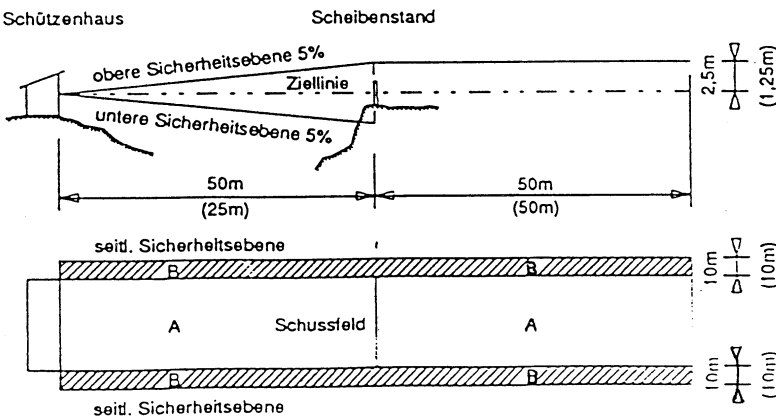 Schützenhaus
Scheibenstand
obere Sicherheitsebene 5%
Ziellinie
untere Sicherheitsebene 5%
2,5m
(1,25m)
50m
(25m)
50m
(50m)
seitl. Sicherheitsebene
B
B
10m
(10m)
A
Schussfeld
A
B
B
10m
(10m)
seitl. Sicherheitsebene